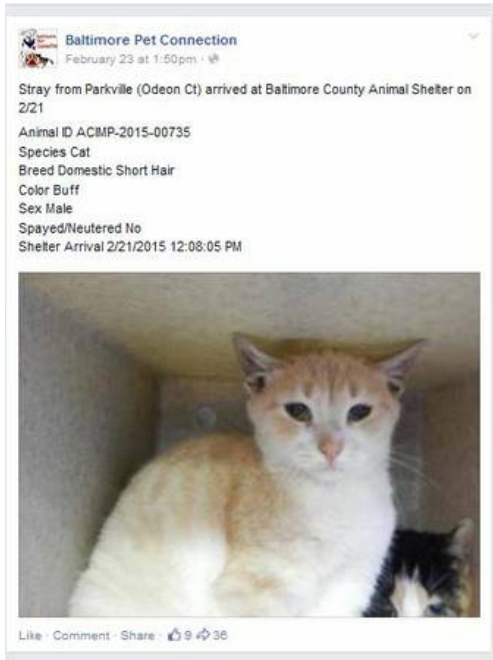 Baltimore Pet Connection
February 23 at 1:50pm ·
Stray from Parkville (Odeon Ct) arrived at Baltimore County Animal Shelter on
2/21
Animal ID ACIMP-2015-00735
Species Cat
Breed Domestic Short Hair
Color Buff
Sex Male
Spayed/Neutered No
Shelter Arrival 2/21/2015 12:08:05 PM
Like · Comment · Share · 9 36